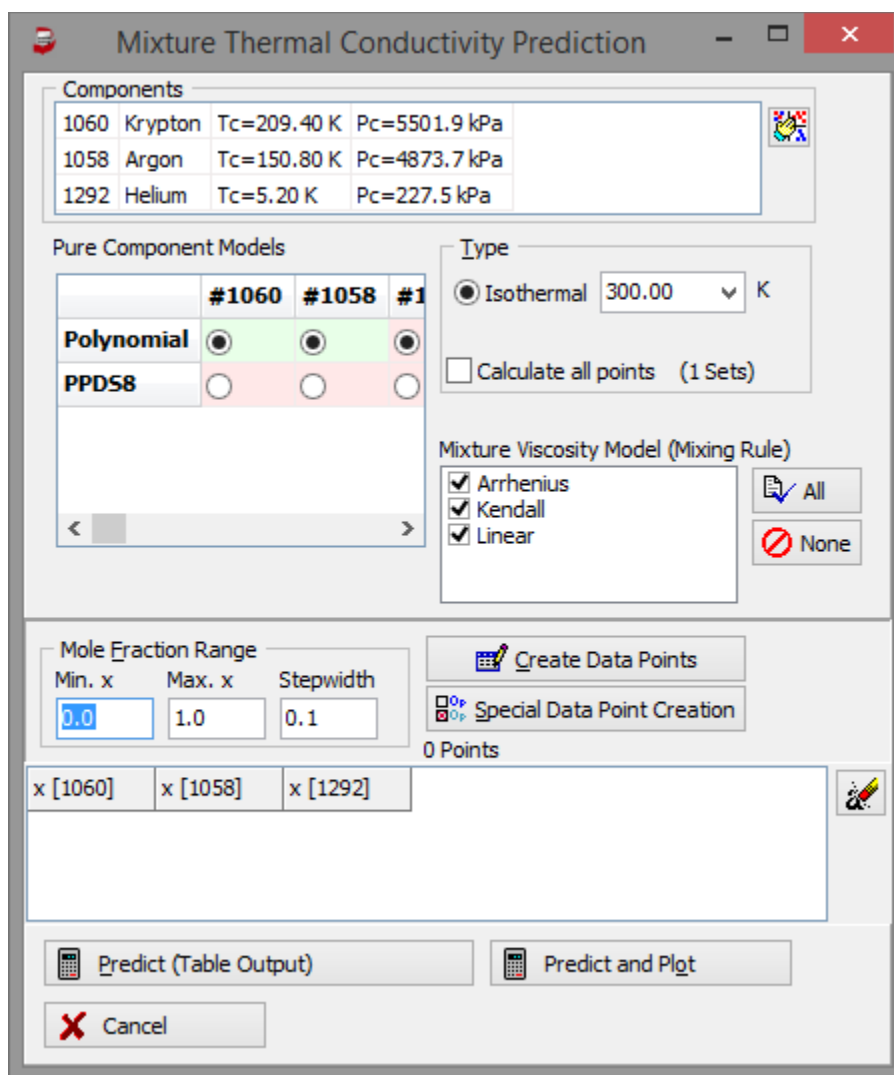 Mixture Thermal Conductivity Prediction
Components
1060 Krypton Tc=209.40 K Pc=5501.9 kPa
1058 Argon Tc=150.80 K Pc=4873.7 kPa
1292 Helium Tc=5.20 K Pc=227.5 kPa
Pure Component Models
#1060 #1058 #1
Polynomial
PPDS8
Type
Isothermal 300.00 K
Calculate all points (1 Sets)
Mixture Viscosity Model (Mixing Rule)
Arrhenius
Kendall
Linear
All
None
Mole Fraction Range
Min. x Max. x Stepwidth
0.0 1.0 0.1
Create Data Points
Special Data Point Creation
0 Points
x [1060] x [1058] x [1292]
Predict (Table Output)
Predict and Plot
Cancel